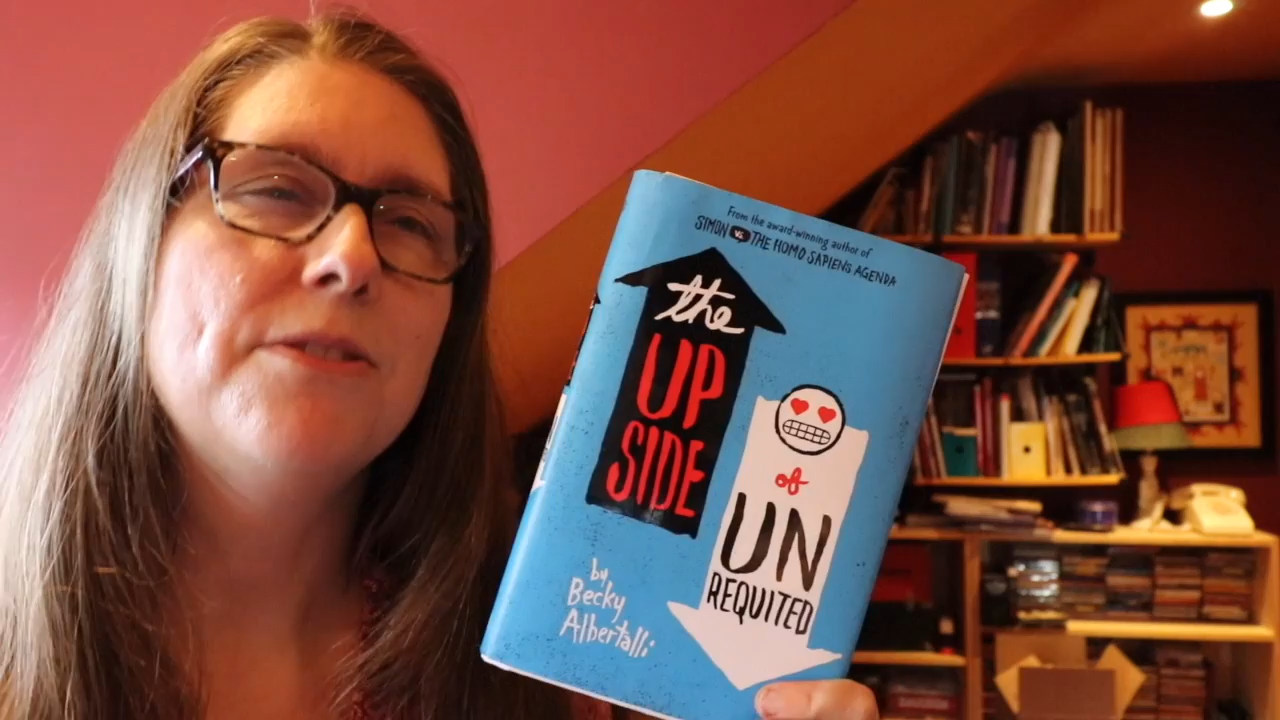 From the award-winning author of
SIMON VS. THE HOMO SAPIENS AGENDA
the
UP
SIDE
of
UN
REQUITED
by
Becky
Albertalli